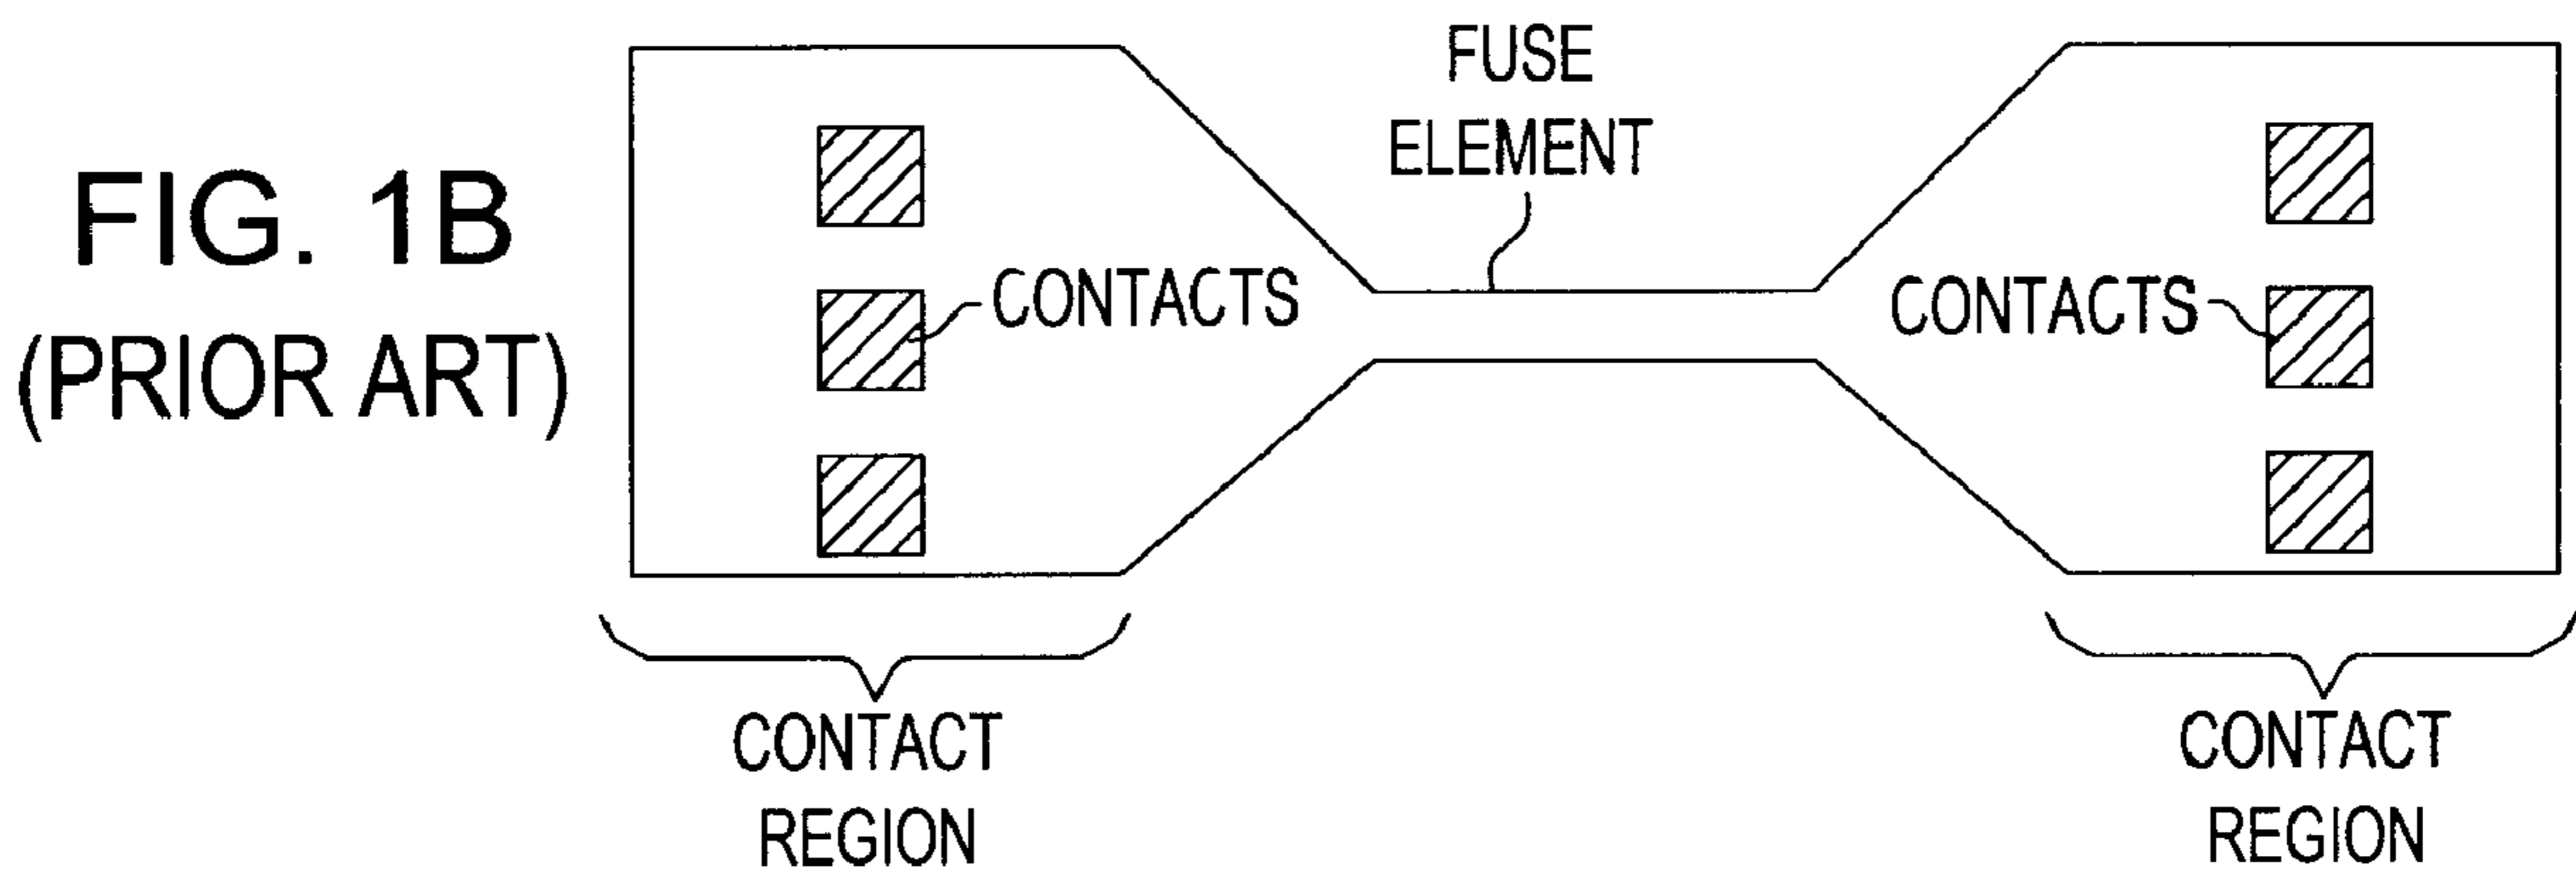 FIG. 1B
(PRIOR ART)
FUSE
ELEMENT
CONTACTS
CONTACTS
CONTACT
REGION
CONTACT
REGION